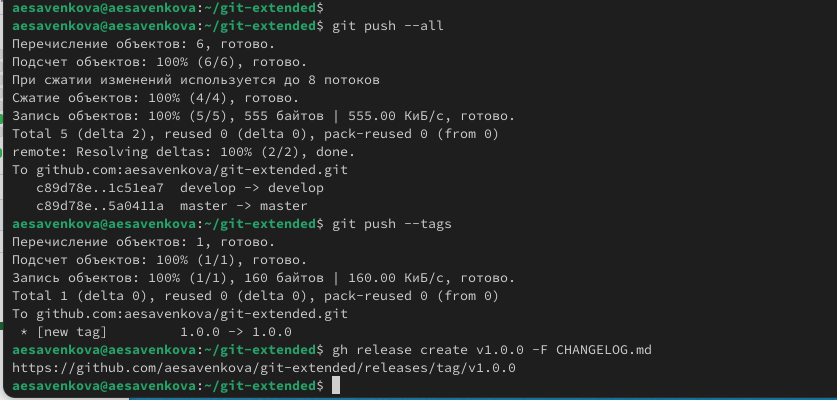 aesavenkova@aesavenkova:~/git-extended$
aesavenkova@aesavenkova:~/git-extended$ git push --all
Перечисление объектов: 6, готово.
Подсчет объектов: 100% (6/6), готово.
При сжатии изменений используется до 8 потоков
Сжатие объектов: 100% (4/4), готово.
Запись объектов: 100% (5/5), 555 байтов | 555.00 КиБ/с, готово.
Total 5 (delta 2), reused 0 (delta 0), pack-reused 0 (from 0)
remote: Resolving deltas: 100% (2/2), done.
To github.com:aesavenkova/git-extended.git
   c89d78e..1c51ea7  develop -> develop
   c89d78e..5a0411a  master -> master
aesavenkova@aesavenkova:~/git-extended$ git push --tags
Перечисление объектов: 1, готово.
Подсчет объектов: 100% (1/1), готово.
Запись объектов: 100% (1/1), 160 байтов | 160.00 КиБ/с, готово.
Total 1 (delta 0), reused 0 (delta 0), pack-reused 0 (from 0)
To github.com:aesavenkova/git-extended.git
 * [new tag]         1.0.0 -> 1.0.0
aesavenkova@aesavenkova:~/git-extended$ gh release create v1.0.0 -F CHANGELOG.md
https://github.com/aesavenkova/git-extended/releases/tag/v1.0.0
aesavenkova@aesavenkova:~/git-extended$